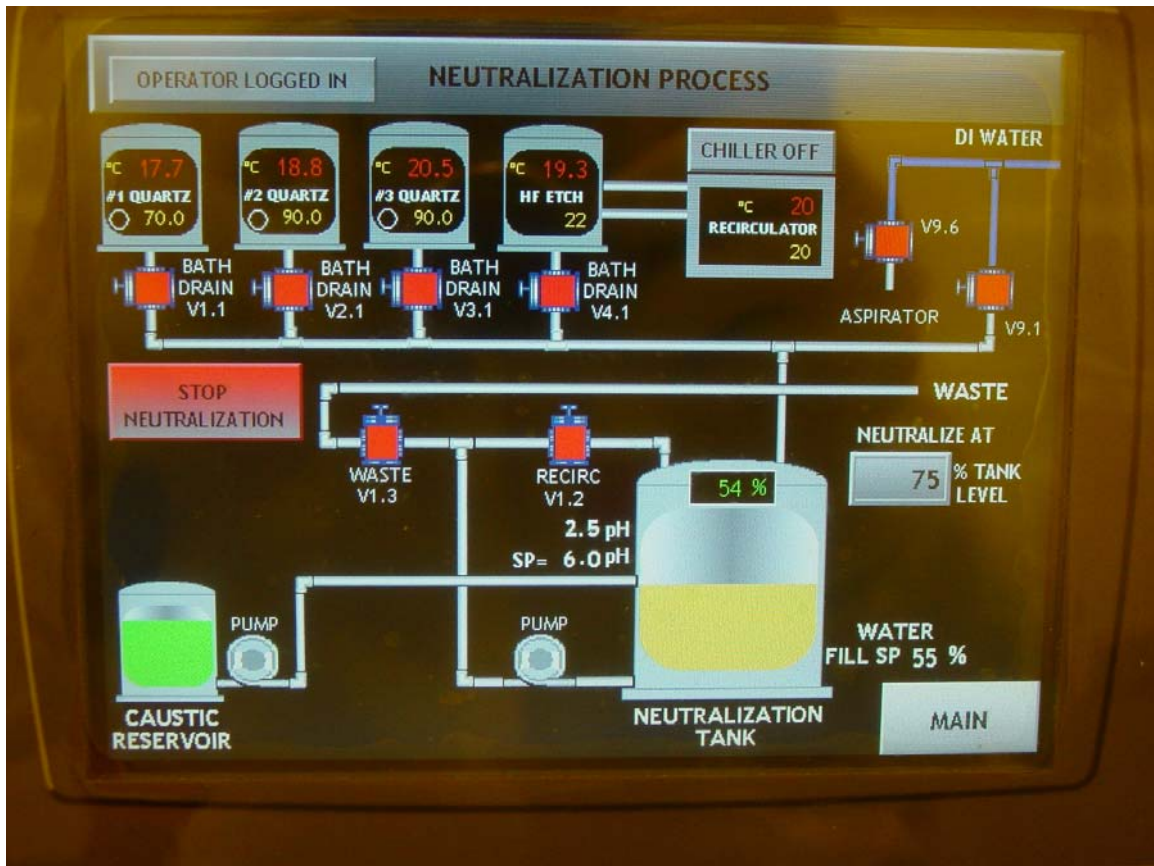 OPERATOR LOGGED IN
NEUTRALIZATION PROCESS
°C 17.7
#1 QUARTZ
70.0
°C 18.8
#2 QUARTZ
90.0
°C 20.5
#3 QUARTZ
90.0
°C 19.3
HF ETCH
22
CHILLER OFF
°C 20
RECIRCULATOR
20
DI WATER
V9.6
ASPIRATOR
V9.1
BATH
DRAIN
V1.1
BATH
DRAIN
V2.1
BATH
DRAIN
V3.1
BATH
DRAIN
V4.1
STOP
NEUTRALIZATION
WASTE
WASTE
V1.3
RECIRC
V1.2
NEUTRALIZE AT
75 % TANK
LEVEL
54 %
2.5 pH
SP= 6.0 pH
PUMP
PUMP
WATER
FILL SP 55 %
CAUSTIC
RESERVOIR
NEUTRALIZATION
TANK
MAIN